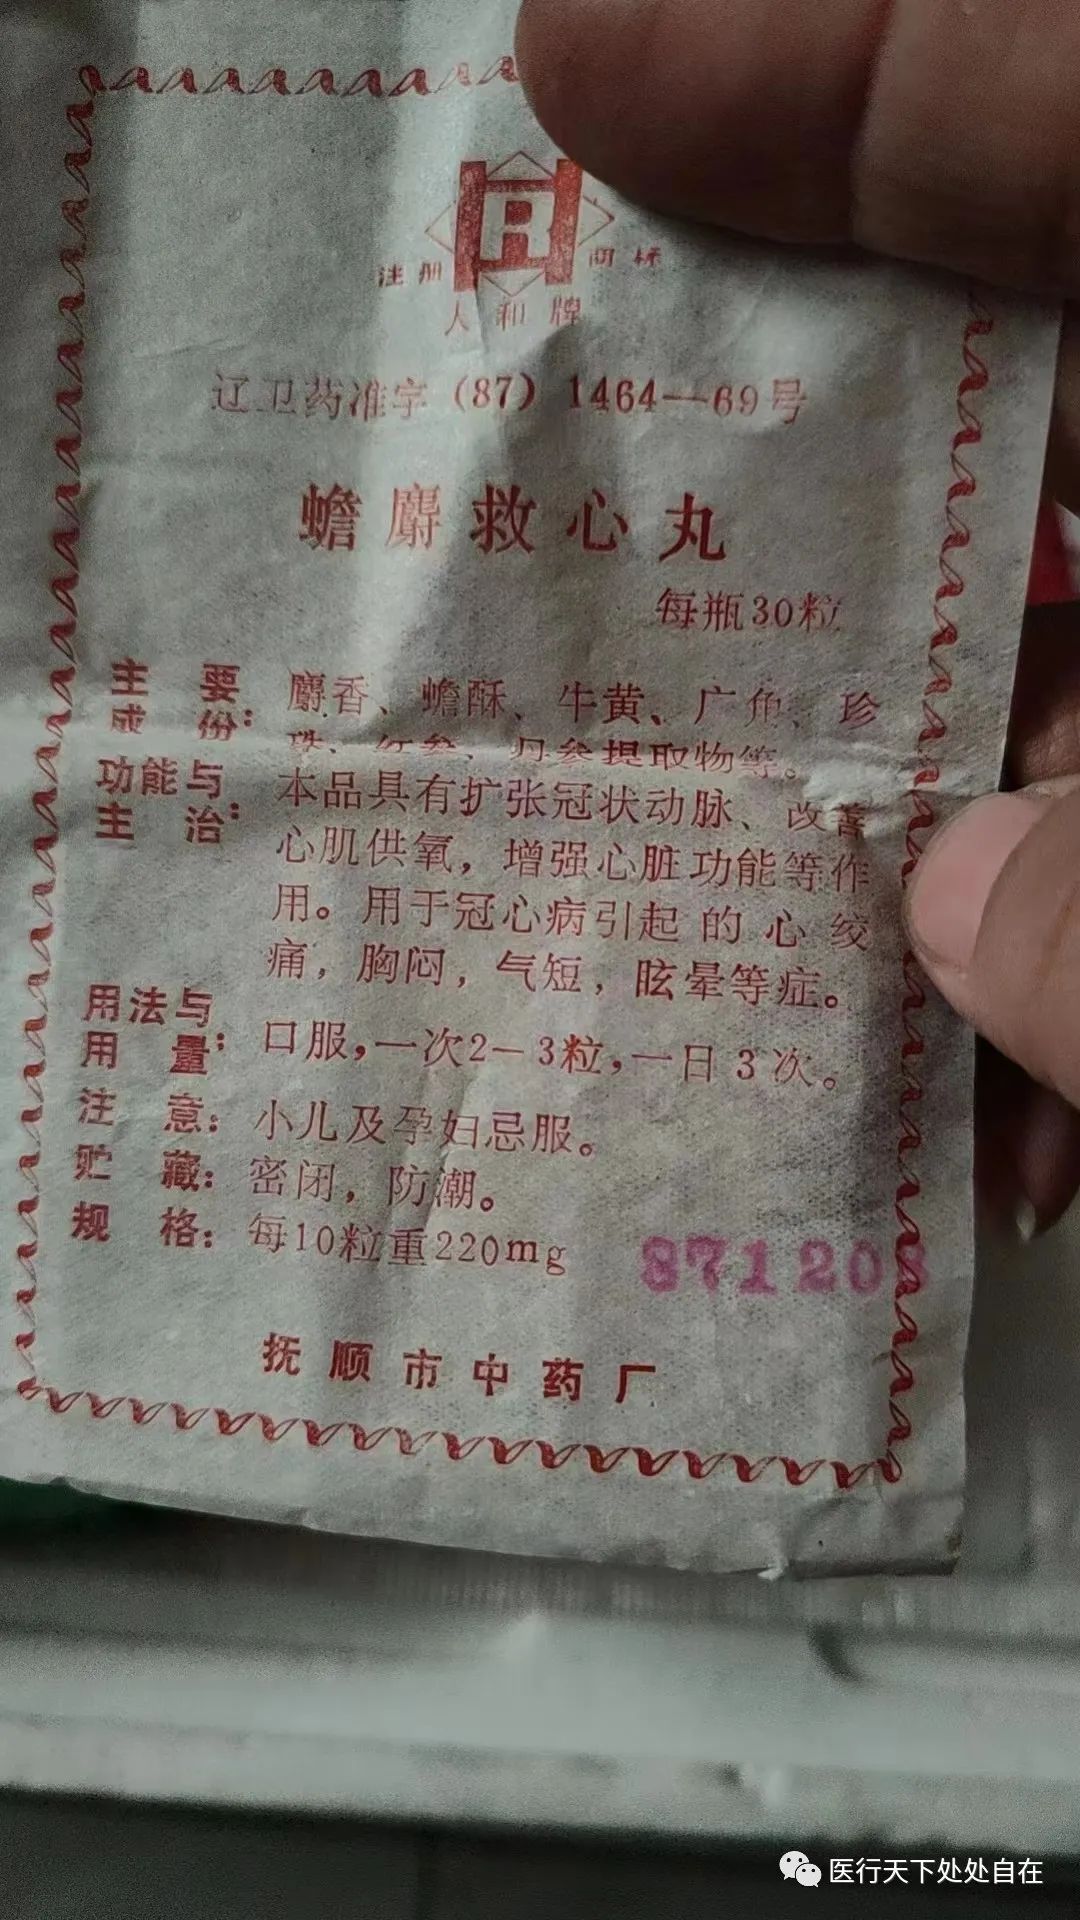 R
注册 商标
人和牌
辽卫药准字(87)1464—69号
蟾麝救心丸
每瓶30粒
主要成份:麝香、蟾酥、牛黄、广角、珍
珠、红参、丹参提取物等。
功能与主治:本品具有扩张冠状动脉、改善
心肌供氧,增强心脏功能等作
用。用于冠心病引起的心绞
痛,胸闷,气短,眩晕等症。
用法与用量:口服,一次2—3粒,一日3次。
注意:小儿及孕妇忌服。
贮藏:密闭,防潮。
规格:每10粒重220mg
871208
抚顺市中药厂
医行天下处处自在